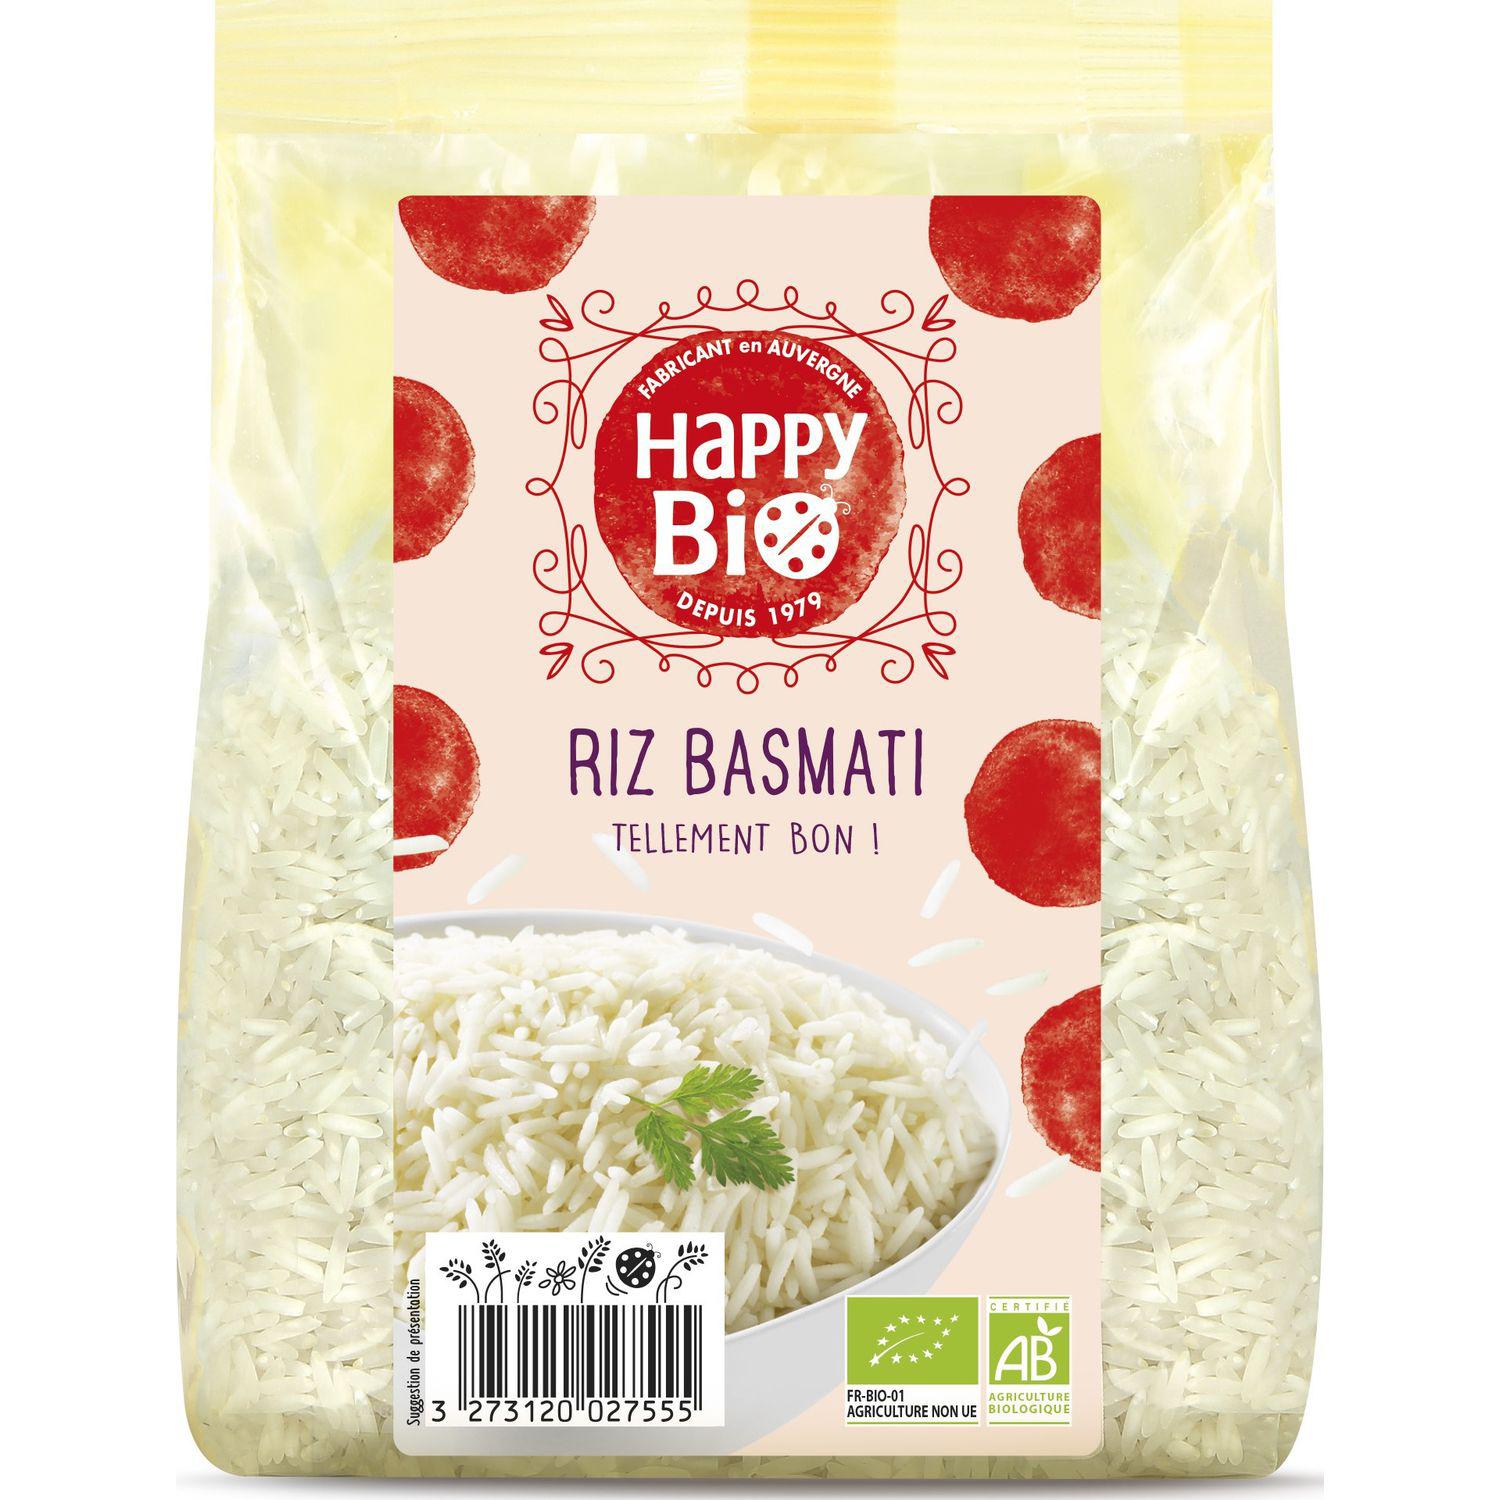 FABRICANT en AUVERGNE
HAPPY
BiO
DEPUIS 1979
RIZ BASMATI
TELLEMENT BON !
Suggestion de présentation
3 273120 027555
FR-BIO-01
AGRICULTURE NON UE
CERTIFIÉ
AB
AGRICULTURE
BIOLOGIQUE